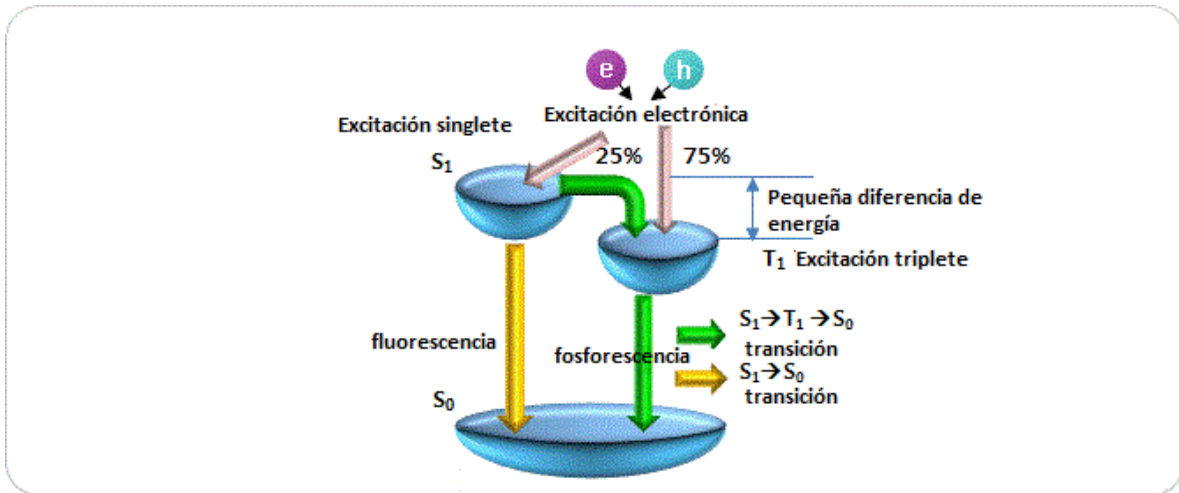 e
h
Excitación electrónica
Excitación singlete
25%
75%
S₁
Pequeña diferencia de
energía
T₁ Excitación triplete
S₁→T₁→S₀
transición
fluorescencia
fosforescencia
S₁→S₀
transición
S₀